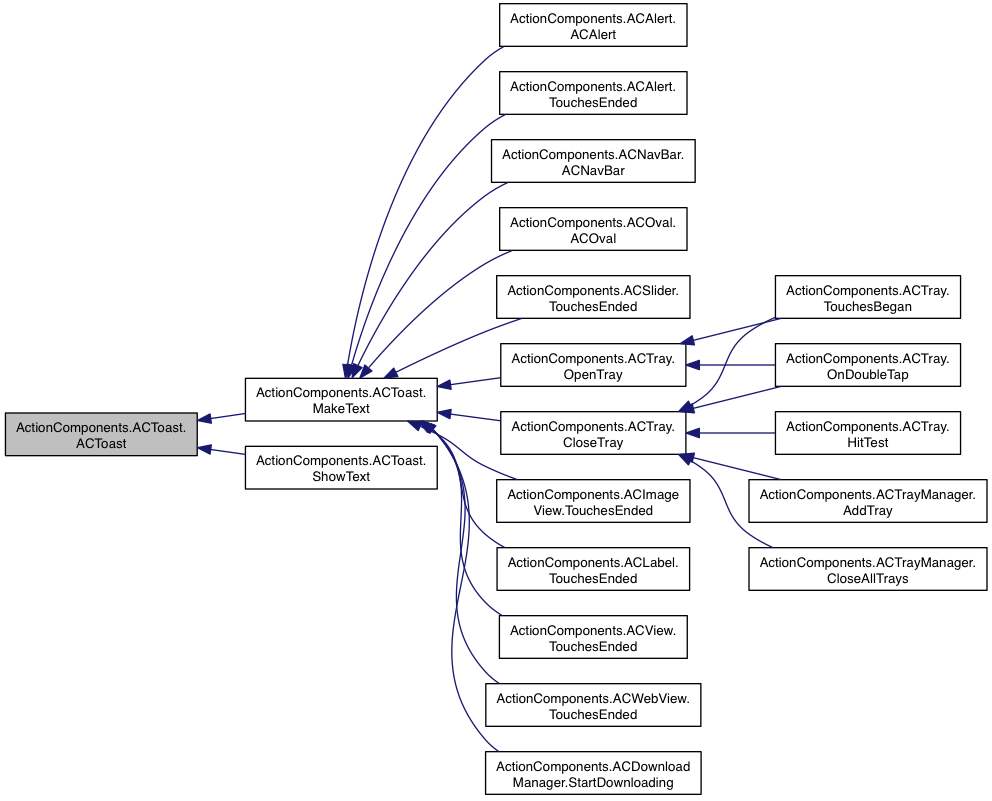 ActionComponents.ACAlert.
ACAlert
ActionComponents.ACAlert.
TouchesEnded
ActionComponents.ACNavBar.
ACNavBar
ActionComponents.ACOval.
ACOval
ActionComponents.ACSlider.
TouchesEnded
ActionComponents.ACTray.
TouchesBegan
ActionComponents.ACTray.
OpenTray
ActionComponents.ACTray.
OnDoubleTap
ActionComponents.ACToast.
MakeText
ActionComponents.ACToast.
ACToast
ActionComponents.ACTray.
CloseTray
ActionComponents.ACTray.
HitTest
ActionComponents.ACToast.
ShowText
ActionComponents.ACImage
View.TouchesEnded
ActionComponents.ACTrayManager.
AddTray
ActionComponents.ACLabel.
TouchesEnded
ActionComponents.ACTrayManager.
CloseAllTrays
ActionComponents.ACView.
TouchesEnded
ActionComponents.ACWebView.
TouchesEnded
ActionComponents.ACDownload
Manager.StartDownloading